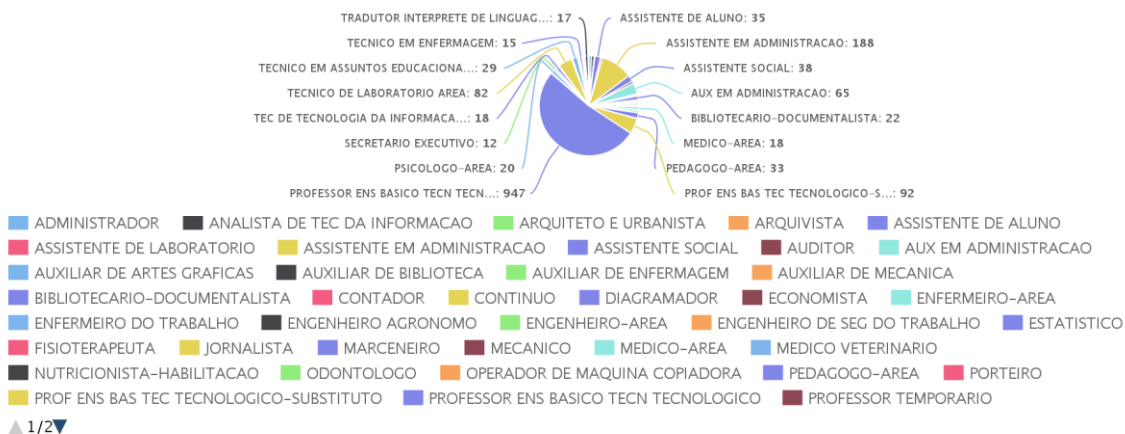 TRADUTOR INTERPRETE DE LINGUAG...: 17
ASSISTENTE DE ALUNO: 35
TECNICO EM ENFERMAGEM: 15
ASSISTENTE EM ADMINISTRACAO: 188
TECNICO EM ASSUNTOS EDUCACIONA...: 29
ASSISTENTE SOCIAL: 38
TECNICO DE LABORATORIO AREA: 82
AUX EM ADMINISTRACAO: 65
TEC DE TECNOLOGIA DA INFORMACA...: 18
BIBLIOTECARIO-DOCUMENTALISTA: 22
SECRETARIO EXECUTIVO: 12
MEDICO-AREA: 18
PSICOLOGO-AREA: 20
PEDAGOGO-AREA: 33
PROFESSOR ENS BASICO TECN TECN...: 947
PROF ENS BAS TEC TECNOLOGICO-S...: 92
ADMINISTRADOR ANALISTA DE TEC DA INFORMACAO ARQUITETO E URBANISTA ARQUIVISTA ASSISTENTE DE ALUNO
ASSISTENTE DE LABORATORIO ASSISTENTE EM ADMINISTRACAO ASSISTENTE SOCIAL AUDITOR AUX EM ADMINISTRACAO
AUXILIAR DE ARTES GRAFICAS AUXILIAR DE BIBLIOTECA AUXILIAR DE ENFERMAGEM AUXILIAR DE MECANICA
BIBLIOTECARIO-DOCUMENTALISTA CONTADOR CONTINUO DIAGRAMADOR ECONOMISTA ENFERMEIRO-AREA
ENFERMEIRO DO TRABALHO ENGENHEIRO AGRONOMO ENGENHEIRO-AREA ENGENHEIRO DE SEG DO TRABALHO ESTATISTICO
FISIOTERAPEUTA JORNALISTA MARCENEIRO MECANICO MEDICO-AREA MEDICO VETERINARIO
NUTRICIONISTA-HABILITACAO ODONTOLOGO OPERADOR DE MAQUINA COPIADORA PEDAGOGO-AREA PORTEIRO
PROF ENS BAS TEC TECNOLOGICO-SUBSTITUTO PROFESSOR ENS BASICO TECN TECNOLOGICO PROFESSOR TEMPORARIO
1/2